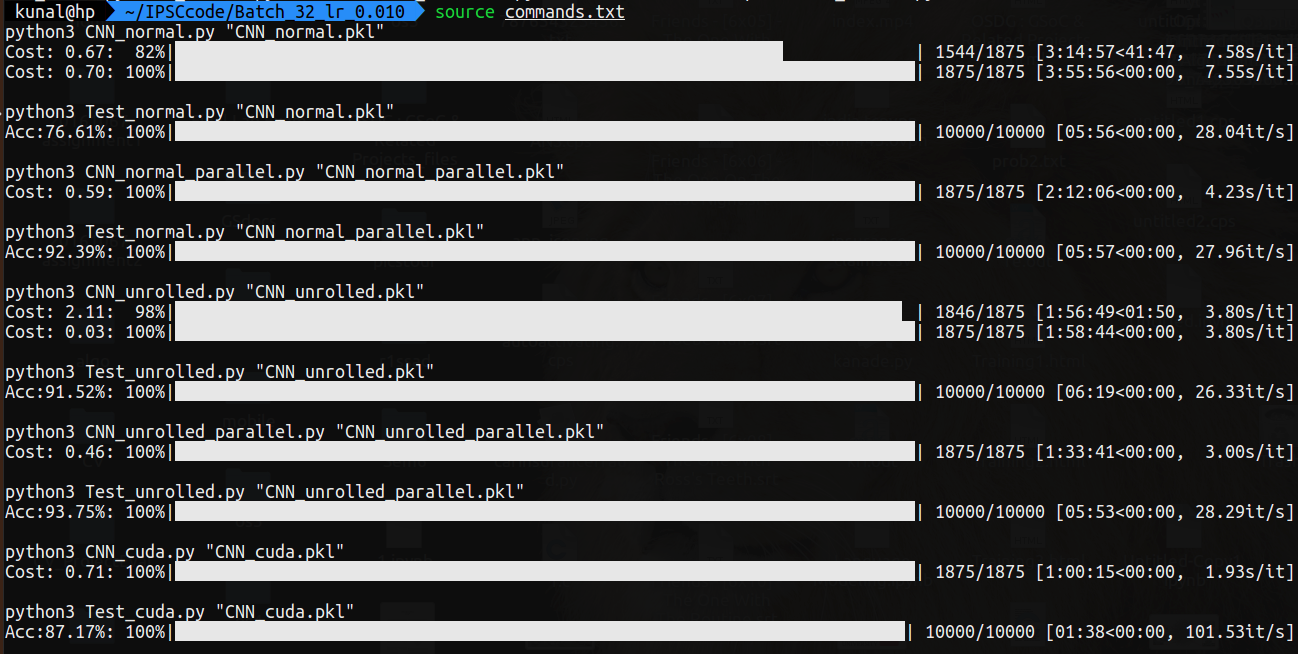 kunal@hp ~/IPSCcode/Batch_32_lr_0.010 source commands.txt
python3 CNN_normal.py "CNN_normal.pkl"
Cost: 0.67:  82%| | 1544/1875 [3:14:57<41:47,  7.58s/it]
Cost: 0.70: 100%| | 1875/1875 [3:55:56<00:00,  7.55s/it]
python3 Test_normal.py "CNN_normal.pkl"
Acc:76.61%: 100%| | 10000/10000 [05:56<00:00, 28.04it/s]
python3 CNN_normal_parallel.py "CNN_normal_parallel.pkl"
Cost: 0.59: 100%| | 1875/1875 [2:12:06<00:00,  4.23s/it]
python3 Test_normal.py "CNN_normal_parallel.pkl"
Acc:92.39%: 100%| | 10000/10000 [05:57<00:00, 27.96it/s]
python3 CNN_unrolled.py "CNN_unrolled.pkl"
Cost: 2.11:  98%| | 1846/1875 [1:56:49<01:50,  3.80s/it]
Cost: 0.03: 100%| | 1875/1875 [1:58:44<00:00,  3.80s/it]
python3 Test_unrolled.py "CNN_unrolled.pkl"
Acc:91.52%: 100%| | 10000/10000 [06:19<00:00, 26.33it/s]
python3 CNN_unrolled_parallel.py "CNN_unrolled_parallel.pkl"
Cost: 0.46: 100%| | 1875/1875 [1:33:41<00:00,  3.00s/it]
python3 Test_unrolled.py "CNN_unrolled_parallel.pkl"
Acc:93.75%: 100%| | 10000/10000 [05:53<00:00, 28.29it/s]
python3 CNN_cuda.py "CNN_cuda.pkl"
Cost: 0.71: 100%| | 1875/1875 [1:00:15<00:00,  1.93s/it]
python3 Test_cuda.py "CNN_cuda.pkl"
Acc:87.17%: 100%| | 10000/10000 [01:38<00:00, 101.53it/s]